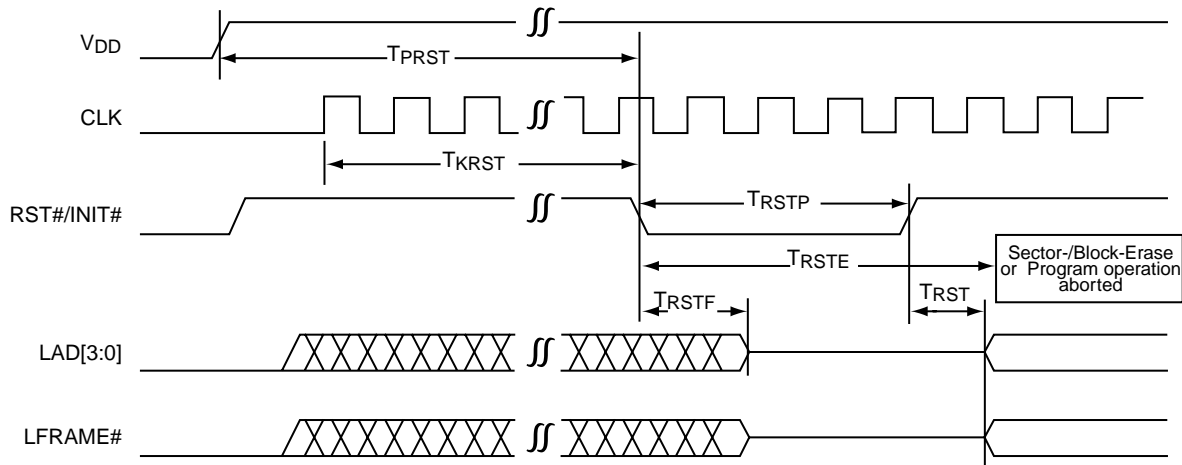 VDD
TPRST
CLK
TKRST
RST#/INIT#
TRSTP
TRSTE
Sector-/Block-Erase
or Program operation
aborted
TRSTF
TRST
LAD[3:0]
LFRAME#